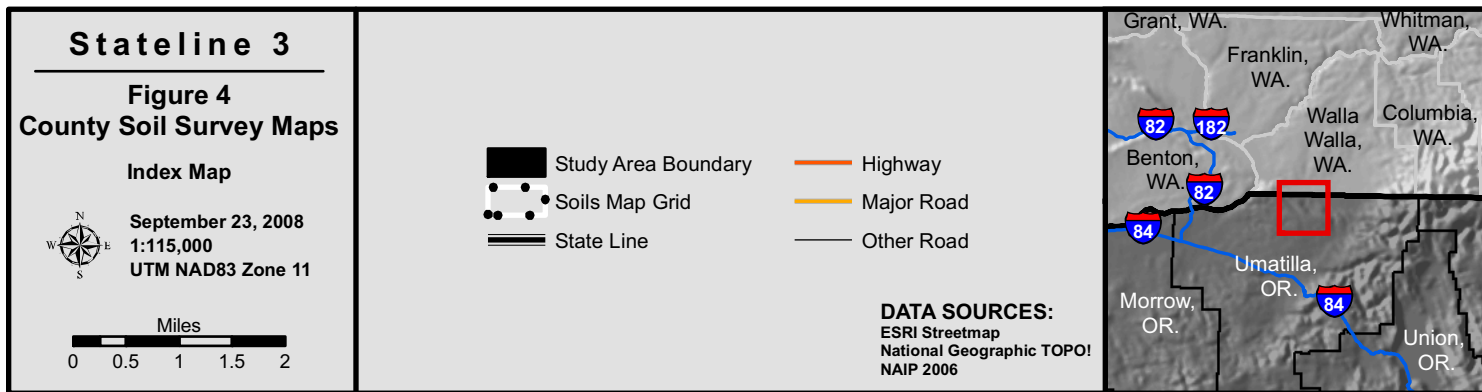 Stateline 3
Figure 4
County Soil Survey Maps
Index Map
N
W E
S
September 23, 2008
1:115,000
UTM NAD83 Zone 11
Miles
0 0.5 1 1.5 2
Study Area Boundary
Soils Map Grid
State Line
Highway
Major Road
Other Road
DATA SOURCES:
ESRI Streetmap
National Geographic TOPO!
NAIP 2006
Grant, WA.
Whitman,
WA.
Franklin,
WA.
82
182
Walla
Walla,
WA.
Columbia,
WA.
Benton,
WA.
82
84
Umatilla,
OR.
84
Morrow,
OR.
Union,
OR.